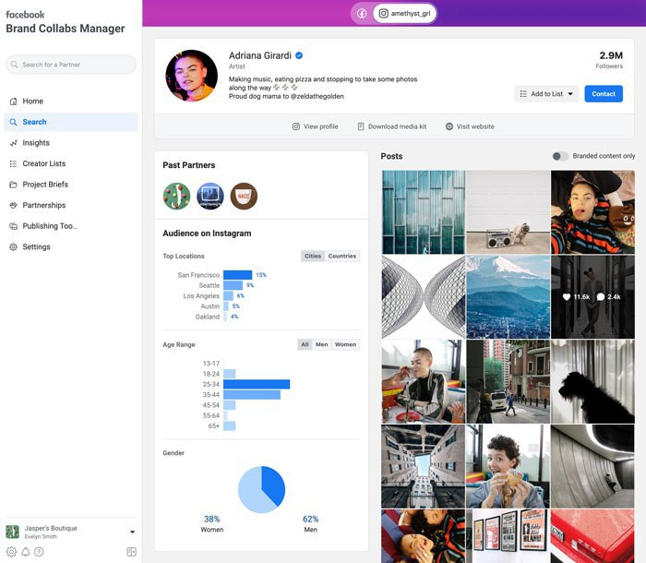 facebook
Brand Collabs Manager
Search for a Partner
Home
Search
Insights
Creator Lists
Project Briefs
Partnerships
Publishing Too...
Settings
Jasper's Boutique
Evelyn Smith
amethyst_grl
Adriana Girardi
Artist
Making music, eating pizza and stopping to take some photos
along the way
Proud dog mama to @zeldathegolden
2.9M
Followers
Add to List
Contact
View profile
Download media kit
Visit website
Past Partners
Audience on Instagram
Top Locations
Cities Countries
San Francisco 15%
Seattle 9%
Los Angeles 6%
Austin 5%
Oakland 4%
Age Range
All Men Women
13-17
18-24
25-34
35-44
45-54
55-64
65+
Gender
38%
Women
62%
Men
Posts
Branded content only
11.6k 2.4k